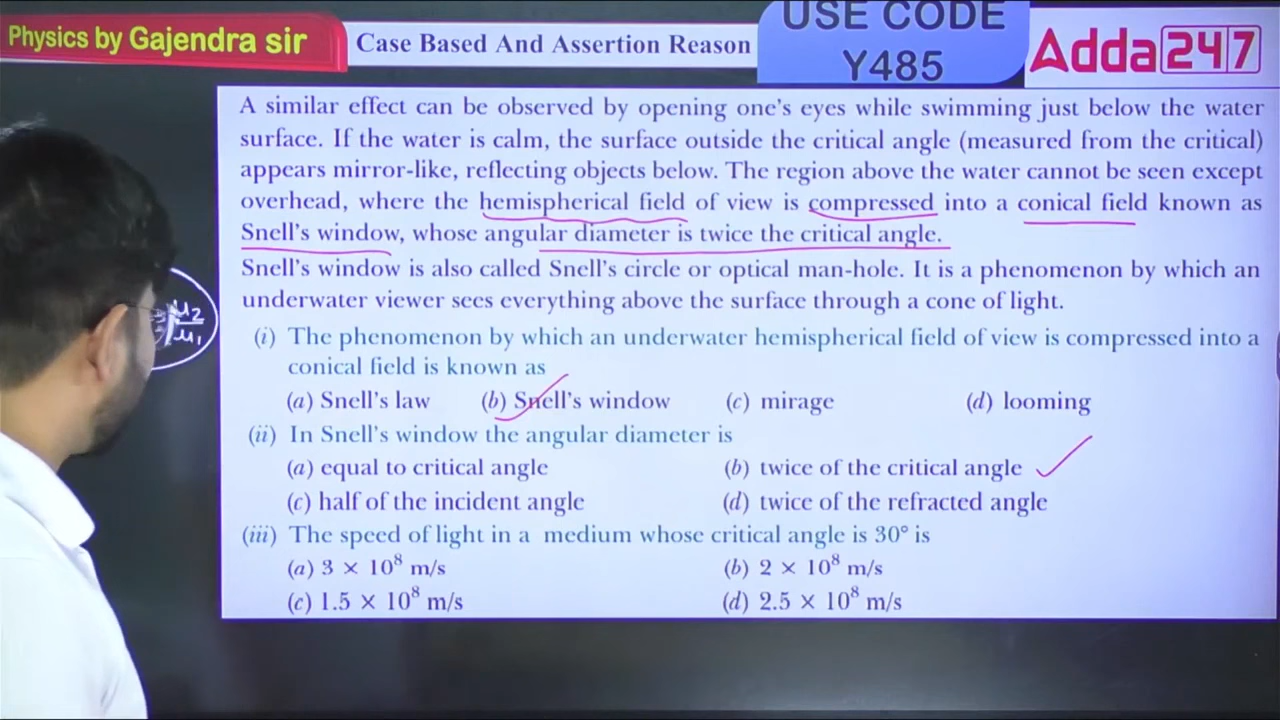 Physics by Gajendra sir
Case Based And Assertion Reason
USE CODE
Y485
Adda247
A similar effect can be observed by opening one's eyes while swimming just below the water
surface. If the water is calm, the surface outside the critical angle (measured from the critical)
appears mirror-like, reflecting objects below. The region above the water cannot be seen except
overhead, where the hemispherical field of view is compressed into a conical field known as
Snell's window, whose angular diameter is twice the critical angle.
Snell's window is also called Snell's circle or optical man-hole. It is a phenomenon by which an
underwater viewer sees everything above the surface through a cone of light.
μ2
μ1
(i) The phenomenon by which an underwater hemispherical field of view is compressed into a
conical field is known as
(a) Snell's law (b) Snell's window (c) mirage (d) looming
(ii) In Snell's window the angular diameter is
(a) equal to critical angle (b) twice of the critical angle
(c) half of the incident angle (d) twice of the refracted angle
(iii) The speed of light in a medium whose critical angle is 30° is
(a) 3 × 10⁸ m/s (b) 2 × 10⁸ m/s
(c) 1.5 × 10⁸ m/s (d) 2.5 × 10⁸ m/s